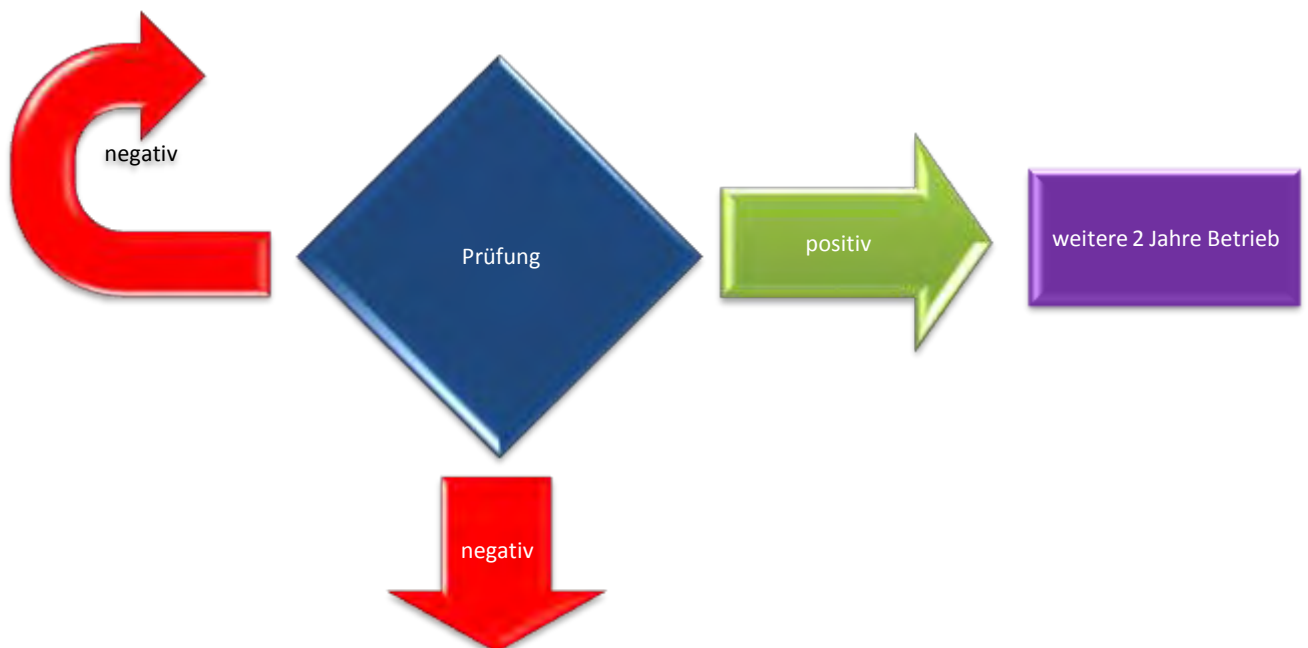 negativ
Prüfung
positiv
weitere 2 Jahre Betrieb
negativ